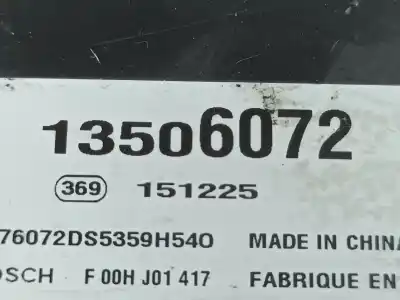 13506072
369 151225
76072DS5359H540 MADE IN CHINA
OSCH F 00H J01 417 FABRIQUE EN